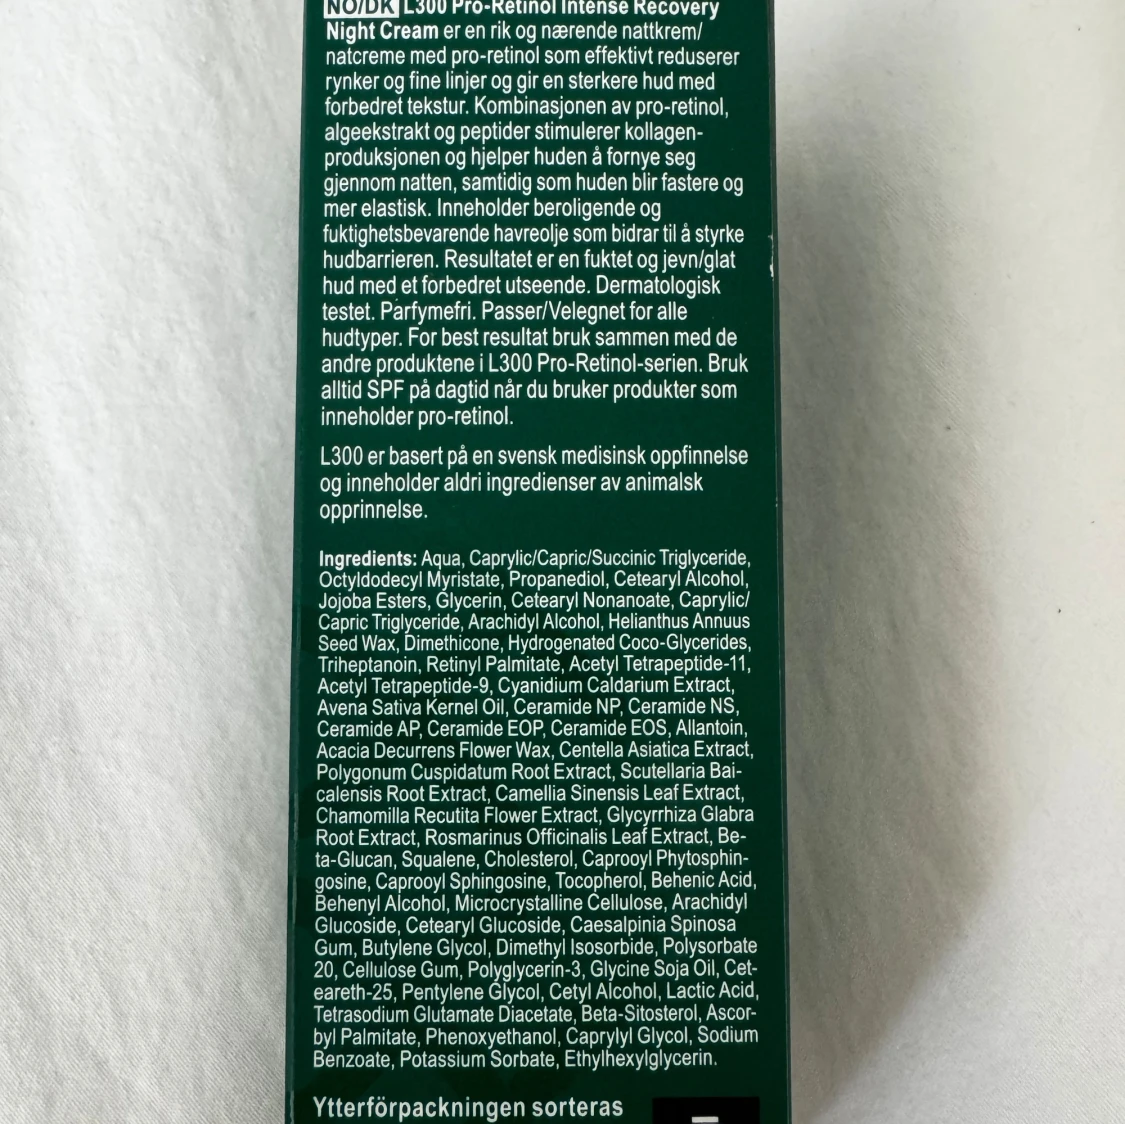 NO/DK L300 Pro-Retinol Intense Recovery
Night Cream er en rik og nærende nattkrem/
natcreme med pro-retinol som effektivt reduserer
rynker og fine linjer og gir en sterkere hud med
forbedret tekstur. Kombinasjonen av pro-retinol,
algeekstrakt og peptider stimulerer kollagen-
produksjonen og hjelper huden å fornye seg
gjennom natten, samtidig som huden blir fastere og
mer elastisk. Inneholder beroligende og
fuktighetsbevarende havreolje som bidrar til å styrke
hudbarrieren. Resultatet er en fuktet og jevn/glat
hud med et forbedret utseende. Dermatologisk
testet. Parfymefri. Passer/Velegnet for alle
hudtyper. For best resultat bruk sammen med de
andre produktene i L300 Pro-Retinol-serien. Bruk
alltid SPF på dagtid når du bruker produkter som
inneholder pro-retinol.
L300 er basert på en svensk medisinsk oppfinnelse
og inneholder aldri ingredienser av animalsk
opprinnelse.
Ingredients: Aqua, Caprylic/Capric/Succinic Triglyceride,
Octyldodecyl Myristate, Propanediol, Cetearyl Alcohol,
Jojoba Esters, Glycerin, Cetearyl Nonanoate, Caprylic/
Capric Triglyceride, Arachidyl Alcohol, Helianthus Annuus
Seed Wax, Dimethicone, Hydrogenated Coco-Glycerides,
Triheptanoin, Retinyl Palmitate, Acetyl Tetrapeptide-11,
Acetyl Tetrapeptide-9, Cyanidium Caldarium Extract,
Avena Sativa Kernel Oil, Ceramide NP, Ceramide NS,
Ceramide AP, Ceramide EOP, Ceramide EOS, Allantoin,
Acacia Decurrens Flower Wax, Centella Asiatica Extract,
Polygonum Cuspidatum Root Extract, Scutellaria Bai-
calensis Root Extract, Camellia Sinensis Leaf Extract,
Chamomilla Recutita Flower Extract, Glycyrrhiza Glabra
Root Extract, Rosmarinus Officinalis Leaf Extract, Be-
ta-Glucan, Squalene, Cholesterol, Caprooyl Phytosphin-
gosine, Caprooyl Sphingosine, Tocopherol, Behenic Acid,
Behenyl Alcohol, Microcrystalline Cellulose, Arachidyl
Glucoside, Cetearyl Glucoside, Caesalpinia Spinosa
Gum, Butylene Glycol, Dimethyl Isosorbide, Polysorbate
20, Cellulose Gum, Polyglycerin-3, Glycine Soja Oil, Cet-
eareth-25, Pentylene Glycol, Cetyl Alcohol, Lactic Acid,
Tetrasodium Glutamate Diacetate, Beta-Sitosterol, Ascor-
byl Palmitate, Phenoxyethanol, Caprylyl Glycol, Sodium
Benzoate, Potassium Sorbate, Ethylhexylglycerin.
Ytterförpackningen sorteras